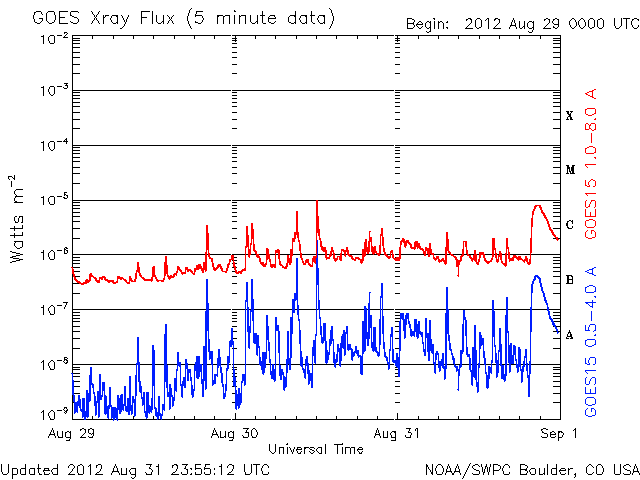 GOES Xray Flux (5 minute data)
Begin: 2012 Aug 29 0000 UTC
10⁻²
10⁻³
10⁻⁴
10⁻⁵
10⁻⁶
10⁻⁷
10⁻⁸
10⁻⁹
Watts m⁻²
X
M
C
B
A
GOES15 1.0-8.0 A
GOES15 0.5-4.0 A
Aug 29
Aug 30
Aug 31
Sep 1
Universal Time
Updated 2012 Aug 31 23:55:12 UTC
NOAA/SWPC Boulder, CO USA